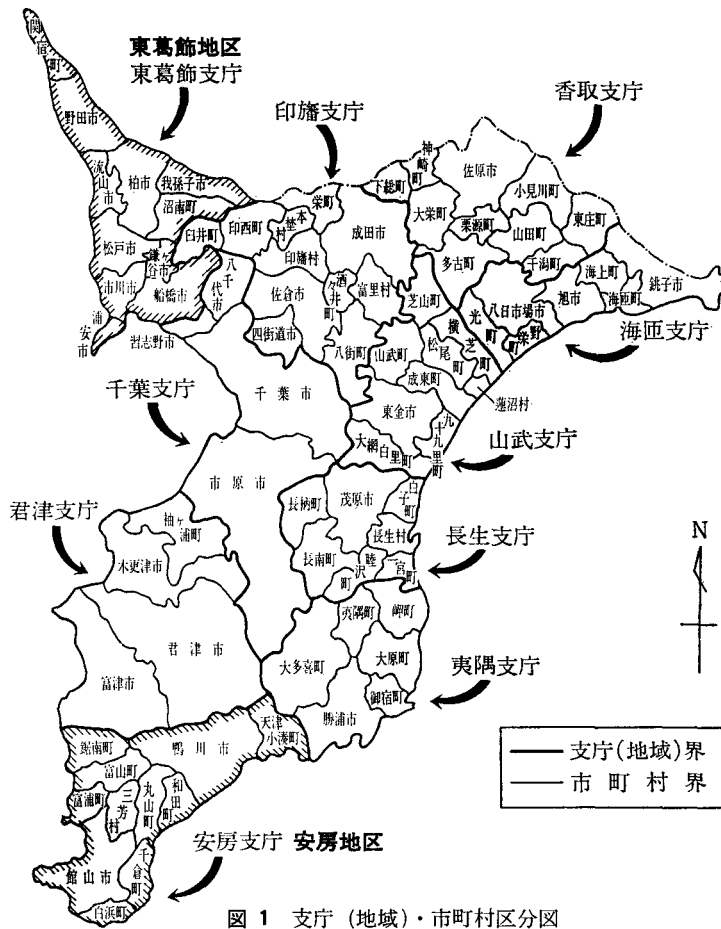 関宿町
東葛飾地区
東葛飾支庁
印旛支庁
香取支庁
野田市
流山市
柏市
我孫子市
沼南町
松戸市
鎌ヶ谷市
市川市
船橋市
浦安市
習志野市
八千代市
臼井町
印西町
本埜村
栄町
印旛村
成田市
下総町
神崎町
大栄町
佐原市
小見川町
栗源町
山田町
東庄町
多古町
干潟町
海上町
銚子市
旭市
海匝町
八日市場市
光町
野栄町
佐倉市
酒々井町
富里村
四街道市
八街町
芝山町
横芝町
松尾町
山武町
成東町
蓮沼村
千葉市
東金市
九十九里町
大網白里町
海匝支庁
山武支庁
千葉支庁
市原市
長柄町
茂原市
白子町
長生村
長南町
睦沢町
一宮町
長生支庁
君津支庁
袖ヶ浦町
木更津市
君津市
富津市
夷隅町
岬町
大多喜町
大原町
御宿町
勝浦市
夷隅支庁
天津小湊町
鴨川市
鋸南町
富山町
富浦町
三芳村
丸山町
和田町
館山市
千倉町
白浜町
安房支庁 安房地区
N
支庁(地域)界
市町村界
図 1 支庁 (地域)・市町村区分図